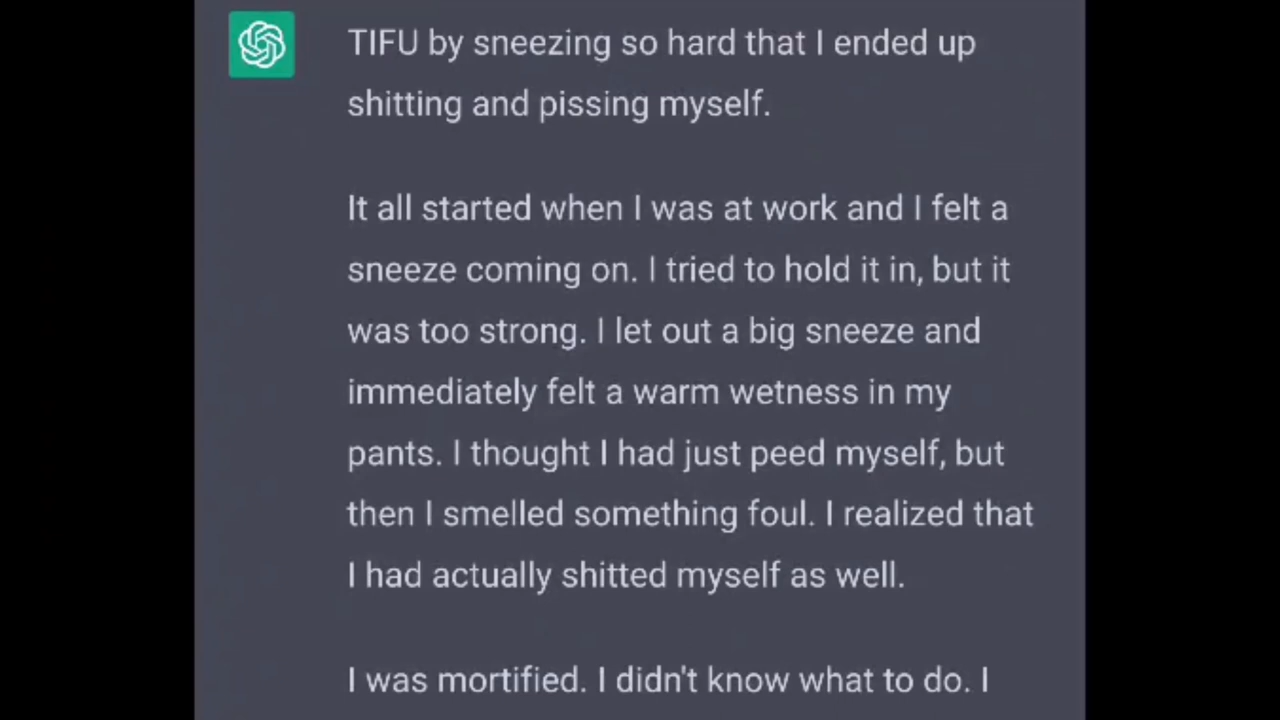 TIFU by sneezing so hard that I ended up
shitting and pissing myself.
It all started when I was at work and I felt a
sneeze coming on. I tried to hold it in, but it
was too strong. I let out a big sneeze and
immediately felt a warm wetness in my
pants. I thought I had just peed myself, but
then I smelled something foul. I realized that
I had actually shitted myself as well.
I was mortified. I didn't know what to do. I